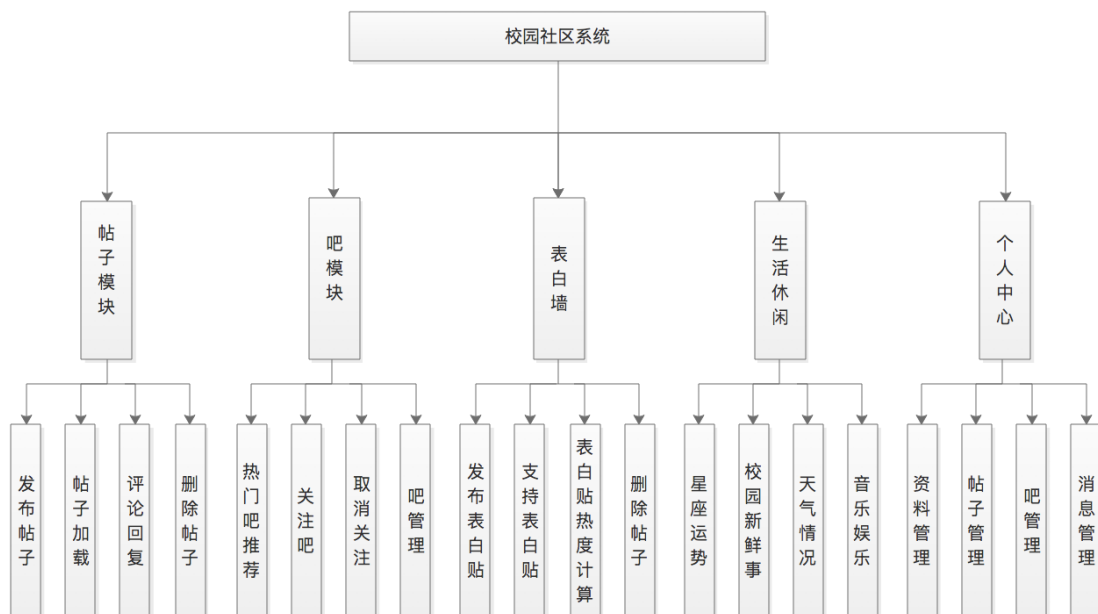 校园社区系统
帖子模块
吧模块
表白墙
生活休闲
个人中心
发布帖子
帖子加载
评论回复
删除帖子
热门吧推荐
关注吧
取消关注
吧管理
发布表白贴
支持表白贴
表白贴热度计算
删除帖子
星座运势
校园新鲜事
天气情况
音乐娱乐
资料管理
帖子管理
吧管理
消息管理